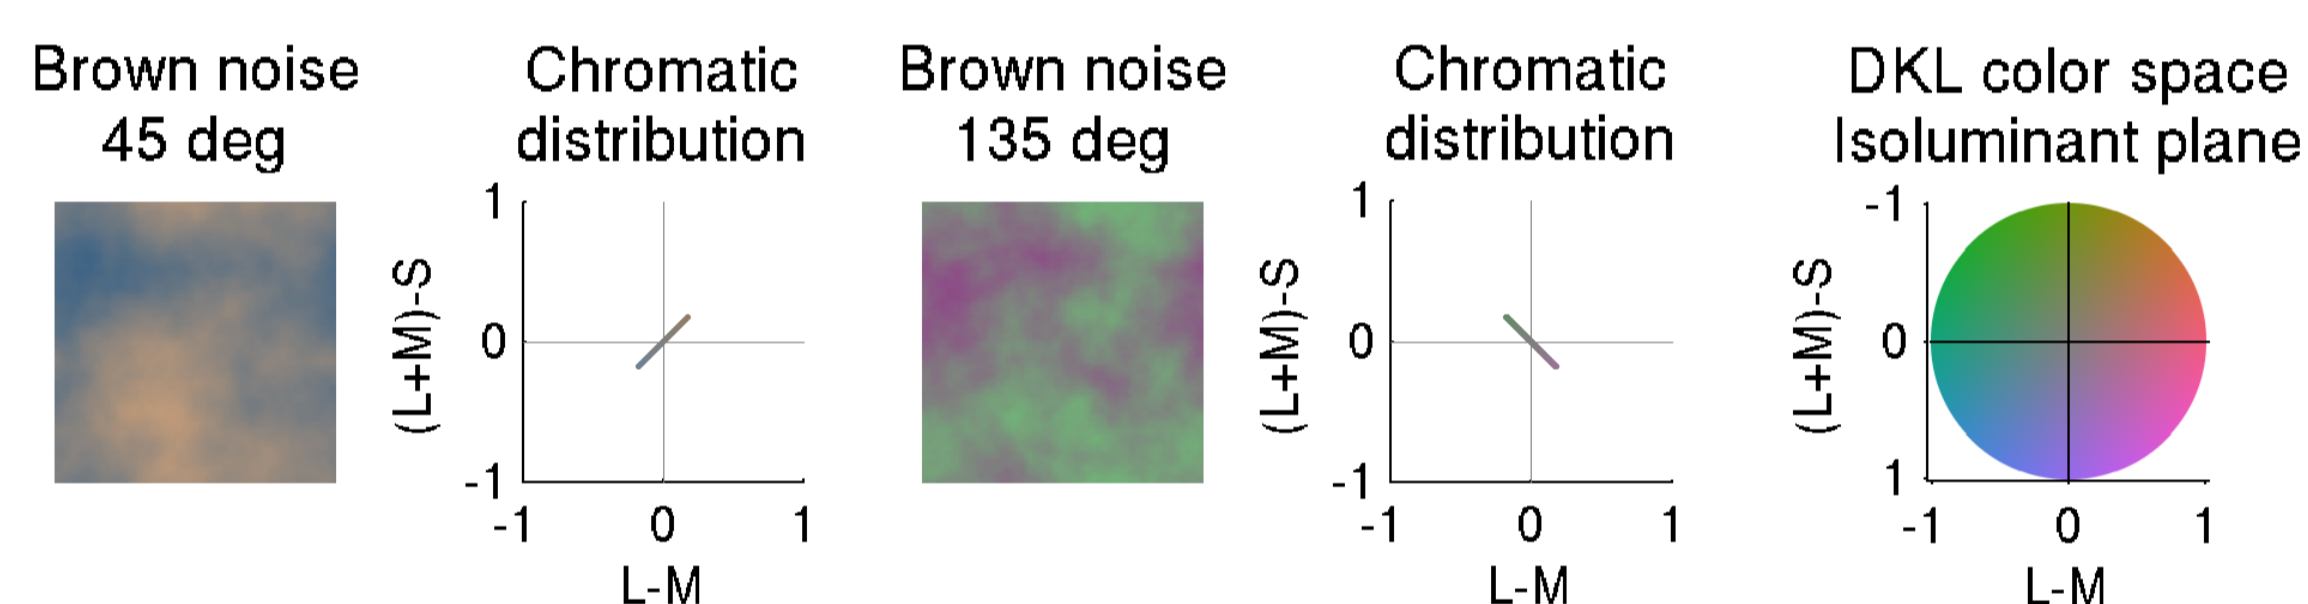 Brown noise
45 deg
1
0
-1
(L+M)-S
-1 0 1
L-M
Chromatic
distribution
Brown noise
135 deg
Chromatic
distribution
1
0
-1
(L+M)-S
-1 0 1
L-M
DKL color space
Isoluminant plane
-1
0
1
(L+M)-S
-1 0 1
L-M